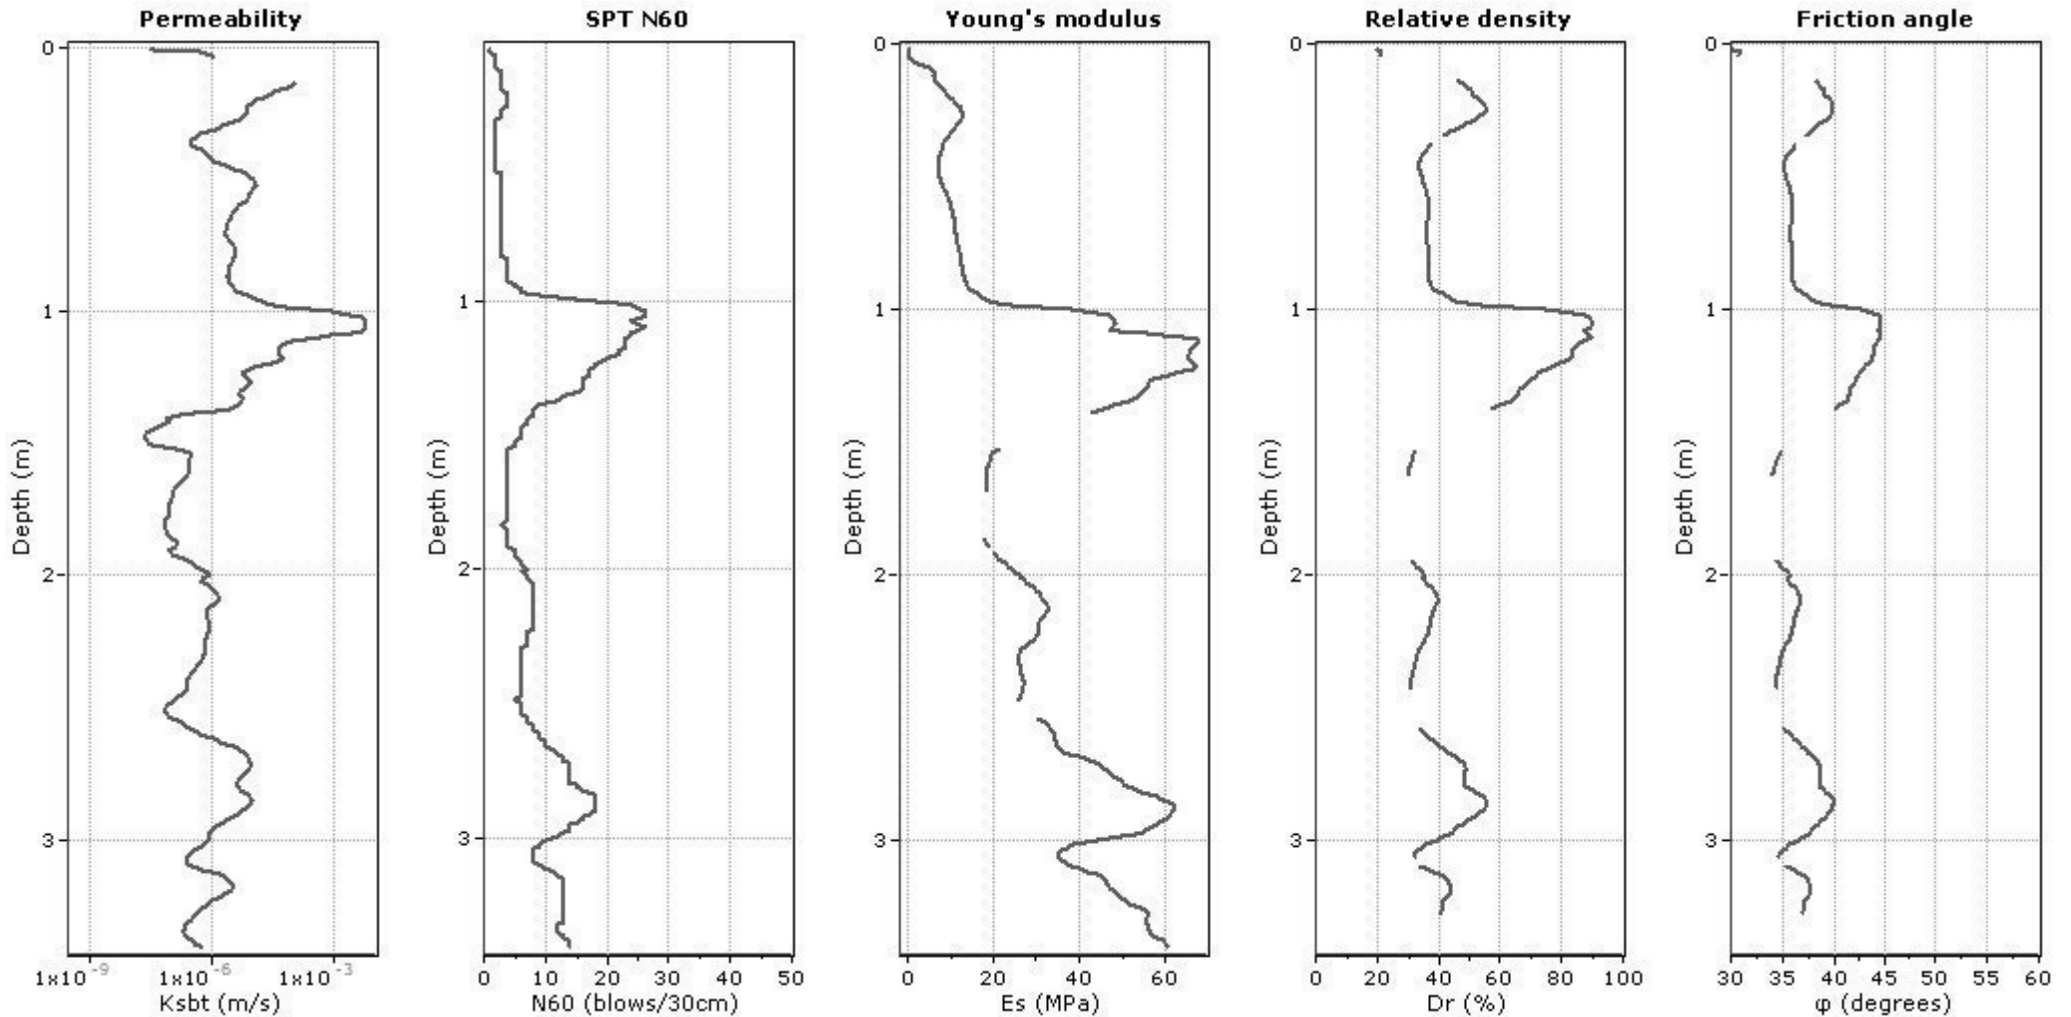 Permeability
0
1
2
3
Depth (m)
1x10-9
1x10-6
1x10-3
Ksbt (m/s)
SPT N60
1
2
3
Depth (m)
0
10
20
30
40
50
N60 (blows/30cm)
Young's modulus
0
1
2
3
Depth (m)
0
20
40
60
Es (MPa)
Relative density
0
1
2
3
Depth (m)
0
20
40
60
80
100
Dr (%)
Friction angle
0
1
2
3
Depth (m)
30
35
40
45
50
55
60
φ (degrees)